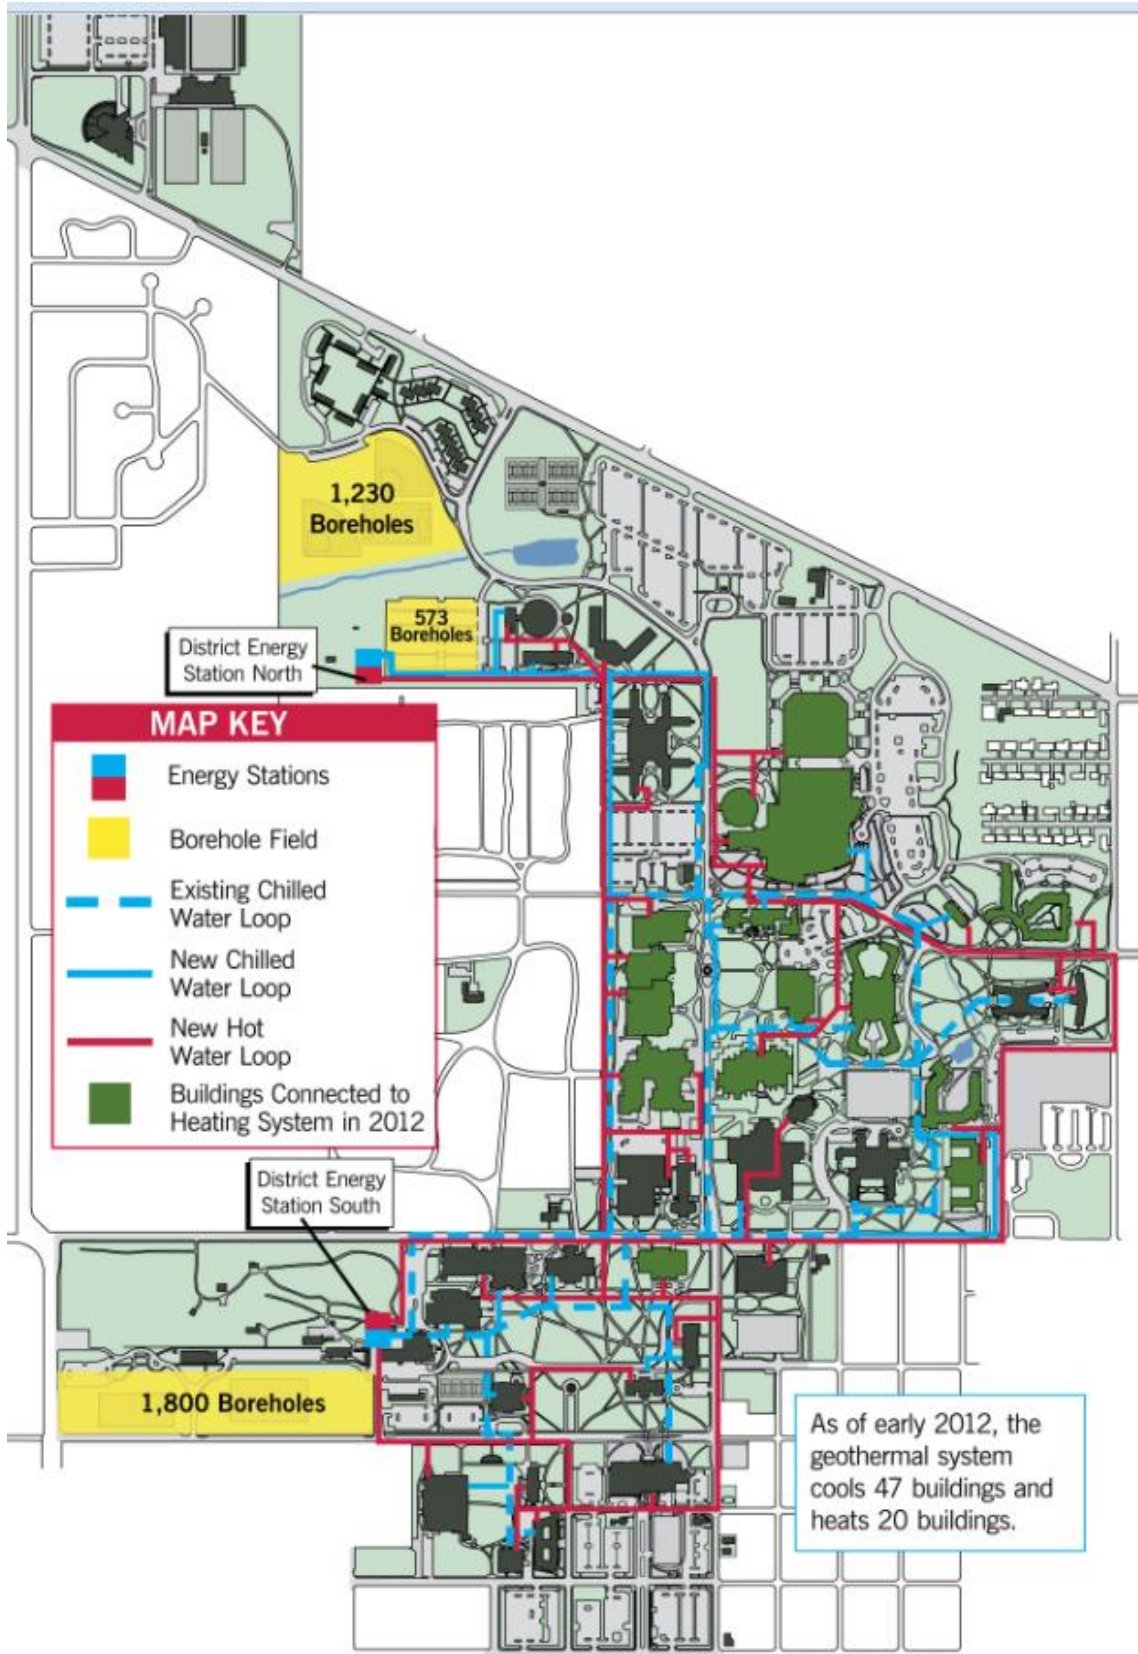 1,230
Boreholes
573
Boreholes
District Energy
Station North
MAP KEY
Energy Stations
Borehole Field
Existing Chilled
Water Loop
New Chilled
Water Loop
New Hot
Water Loop
Buildings Connected to
Heating System in 2012
District Energy
Station South
1,800 Boreholes
As of early 2012, the
geothermal system
cools 47 buildings and
heats 20 buildings.